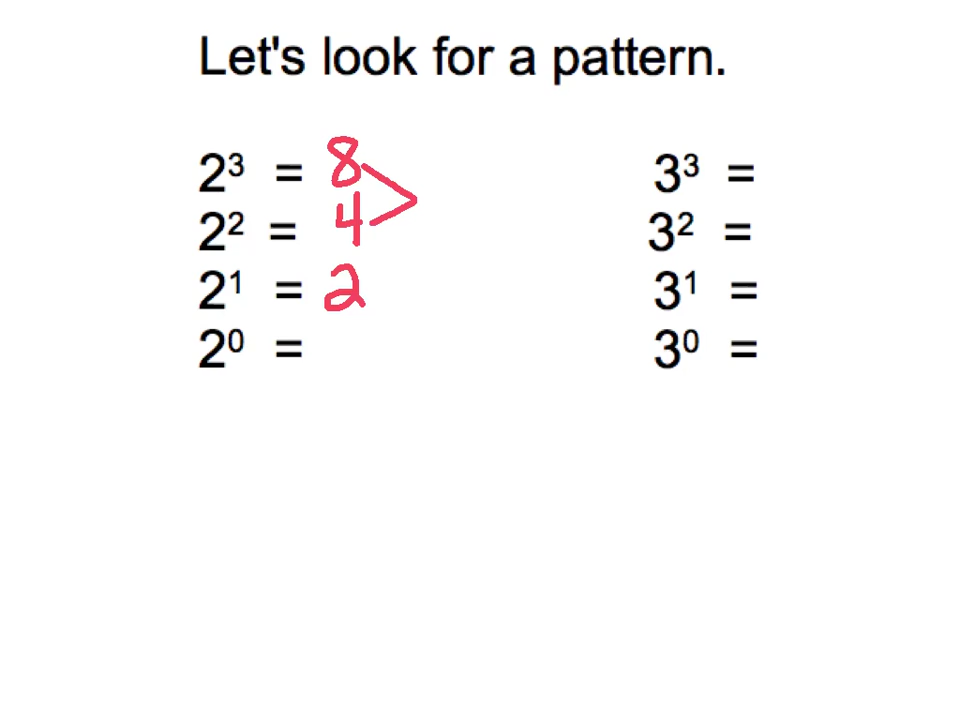 Let's look for a pattern.
2³ = 8
2² = 4
2¹ = 2
2⁰ =
3³ =
3² =
3¹ =
3⁰ =